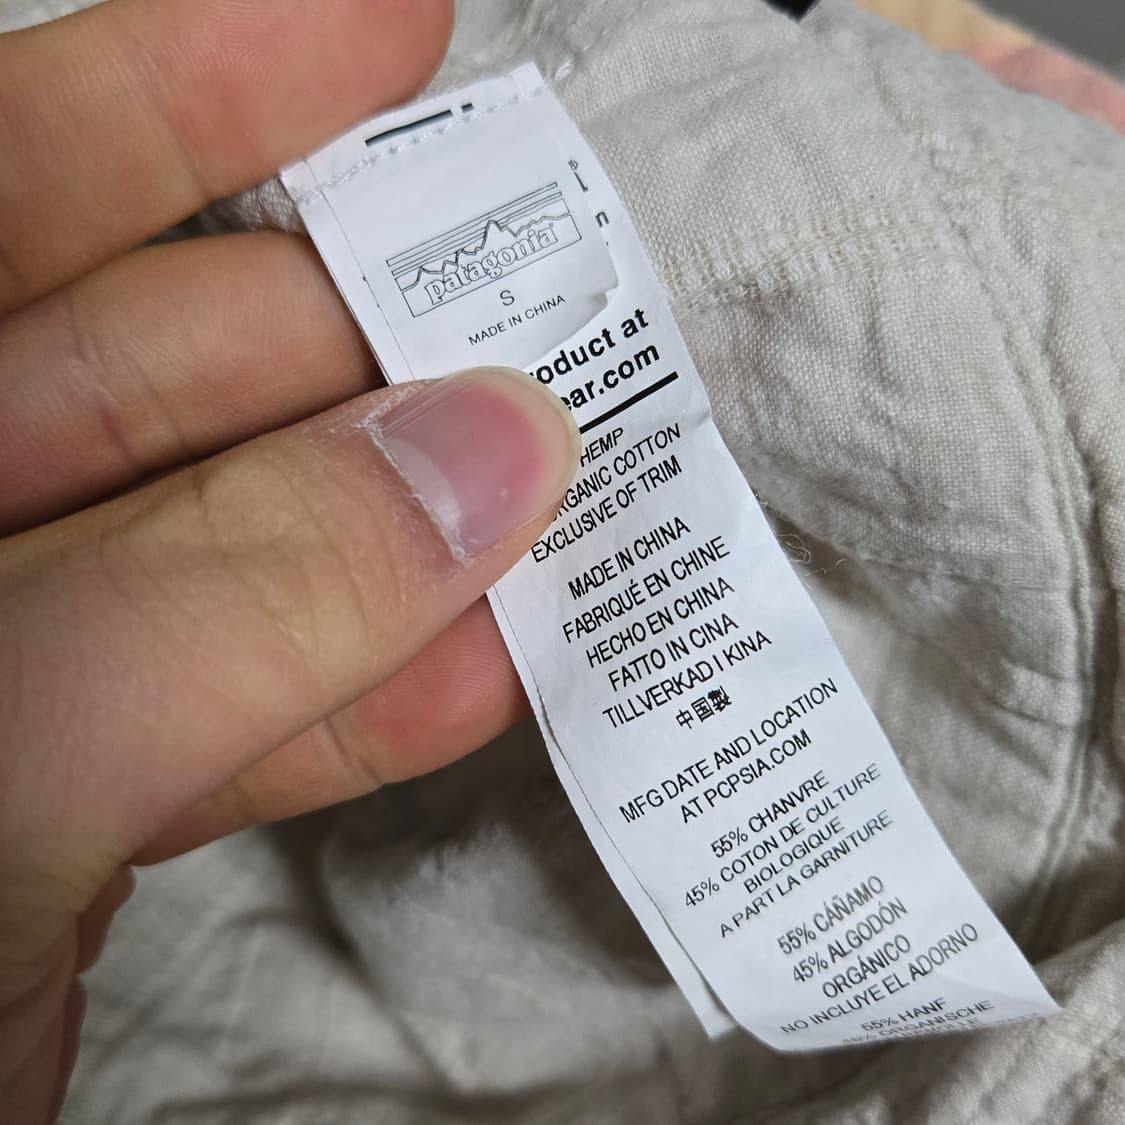 patagonia®
S
MADE IN CHINA
oduct at
ear.com
HEMP
RGANIC COTTON
EXCLUSIVE OF TRIM
MADE IN CHINA
FABRIQUÉ EN CHINE
HECHO EN CHINA
FATTO IN CINA
TILLVERKAD I KINA
中国製
MFG DATE AND LOCATION
AT PCPSIA.COM
55% CHANVRE
45% COTON DE CULTURE
BIOLOGIQUE
A PART LA GARNITURE
55% CÁÑAMO
45% ALGODÓN
ORGÁNICO
NO INCLUYE EL ADORNO
55% HANF
45% ORGANISCHE